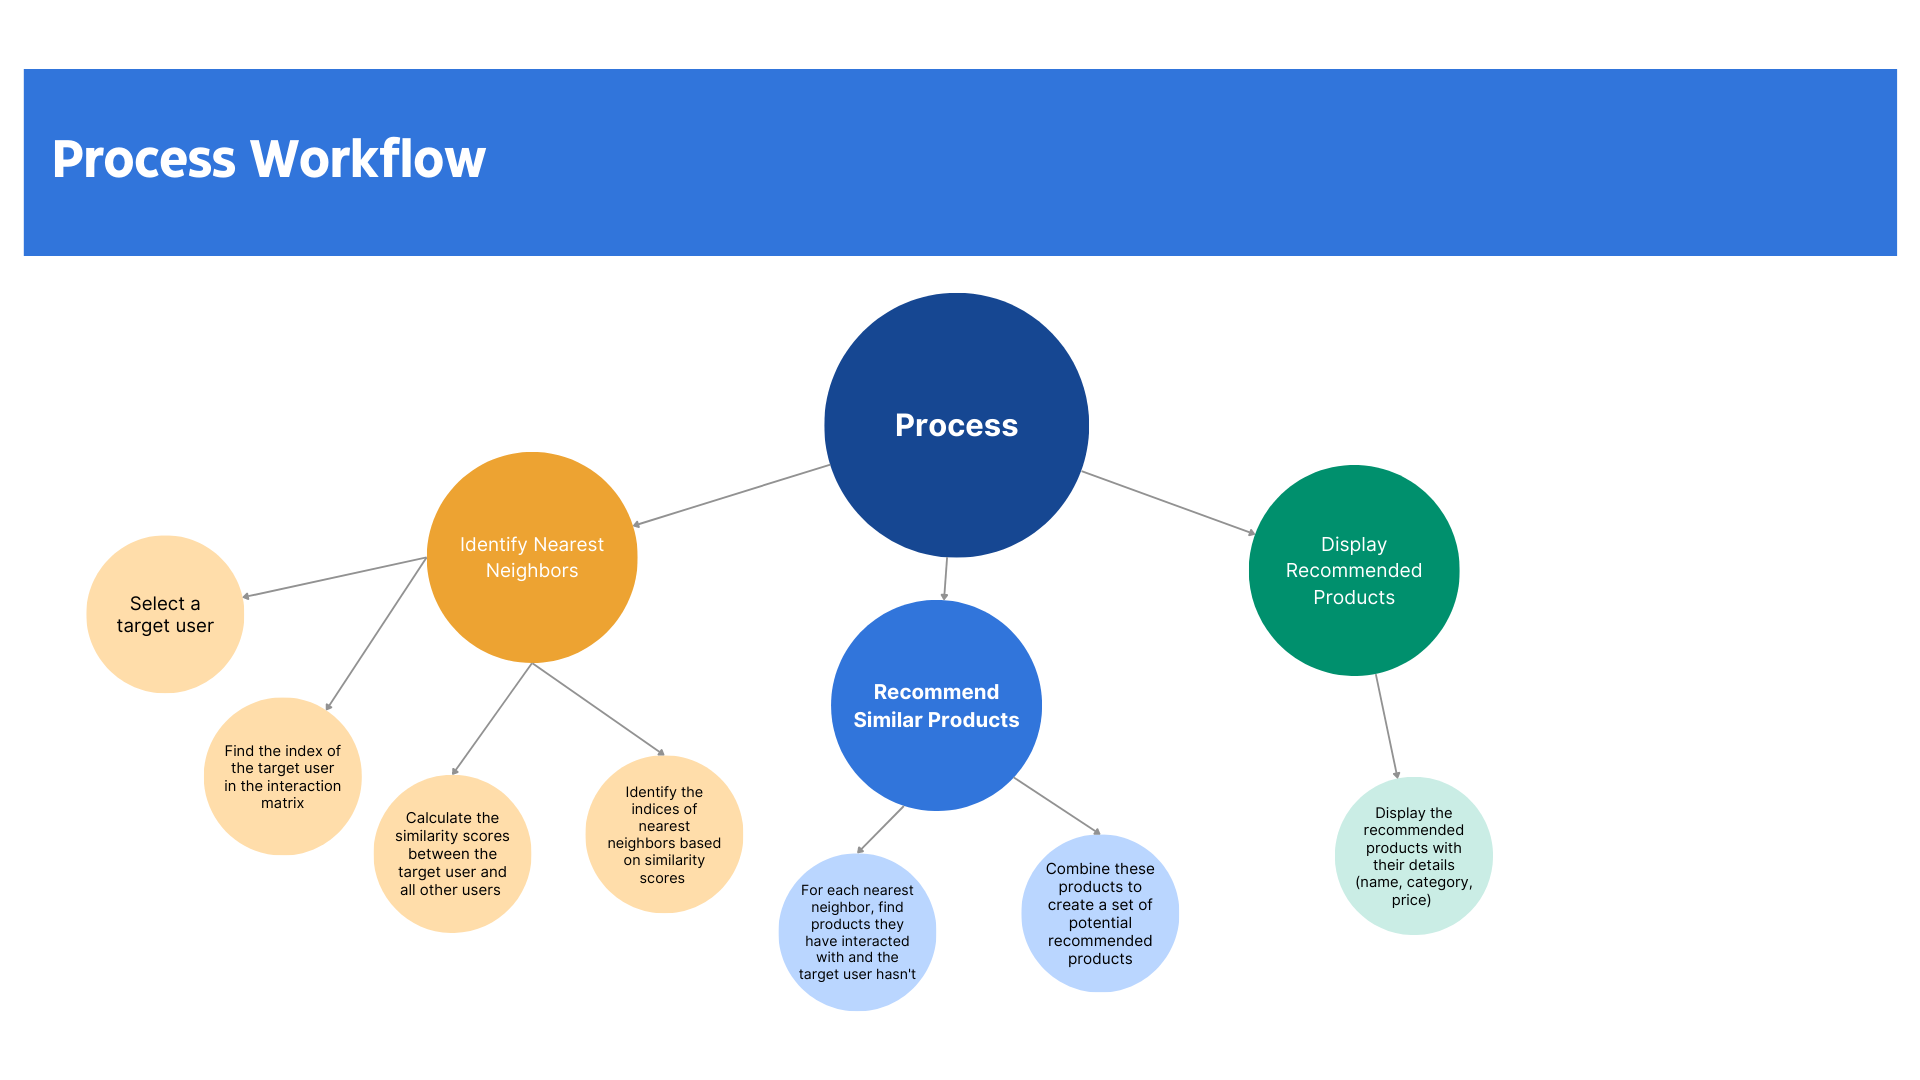 Process Workflow
Process
Identify Nearest
Neighbors
Display
Recommended
Products
Select a
target user
Recommend
Similar Products
Find the index of
the target user
in the interaction
matrix
Calculate the
similarity scores
between the
target user and
all other users
Identify the
indices of
nearest
neighbors based
on similarity
scores
For each nearest
neighbor, find
products they
have interacted
with and the
target user hasn't
Combine these
products to
create a set of
potential
recommended
products
Display the
recommended
products with
their details
(name, category,
price)